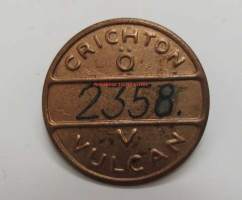 CRICHTON
Ö
2358.
V
VULCAN